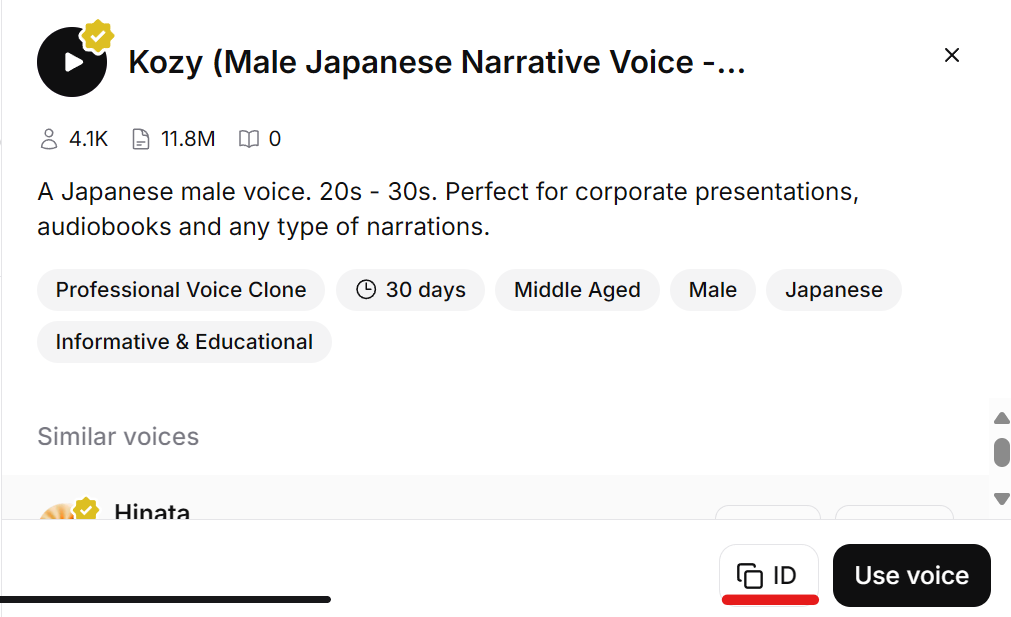 Kozy (Male Japanese Narrative Voice -...
4.1K 11.8M 0
A Japanese male voice. 20s - 30s. Perfect for corporate presentations,
audiobooks and any type of narrations.
Professional Voice Clone 30 days Middle Aged Male Japanese
Informative & Educational
Similar voices
Hinata
ID Use voice